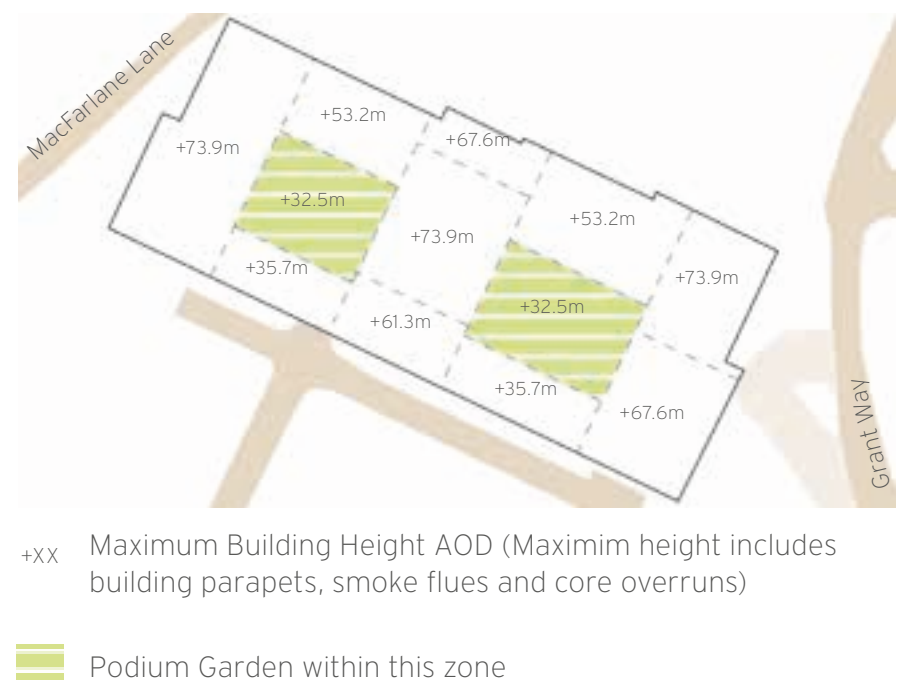 MacFarlane Lane
+53.2m
+67.6m
+73.9m
+32.5m
+53.2m
+73.9m
+35.7m
+73.9m
+32.5m
+61.3m
+35.7m
+67.6m
Grant Way
+XX Maximum Building Height AOD (Maximim height includes
building parapets, smoke flues and core overruns)
Podium Garden within this zone